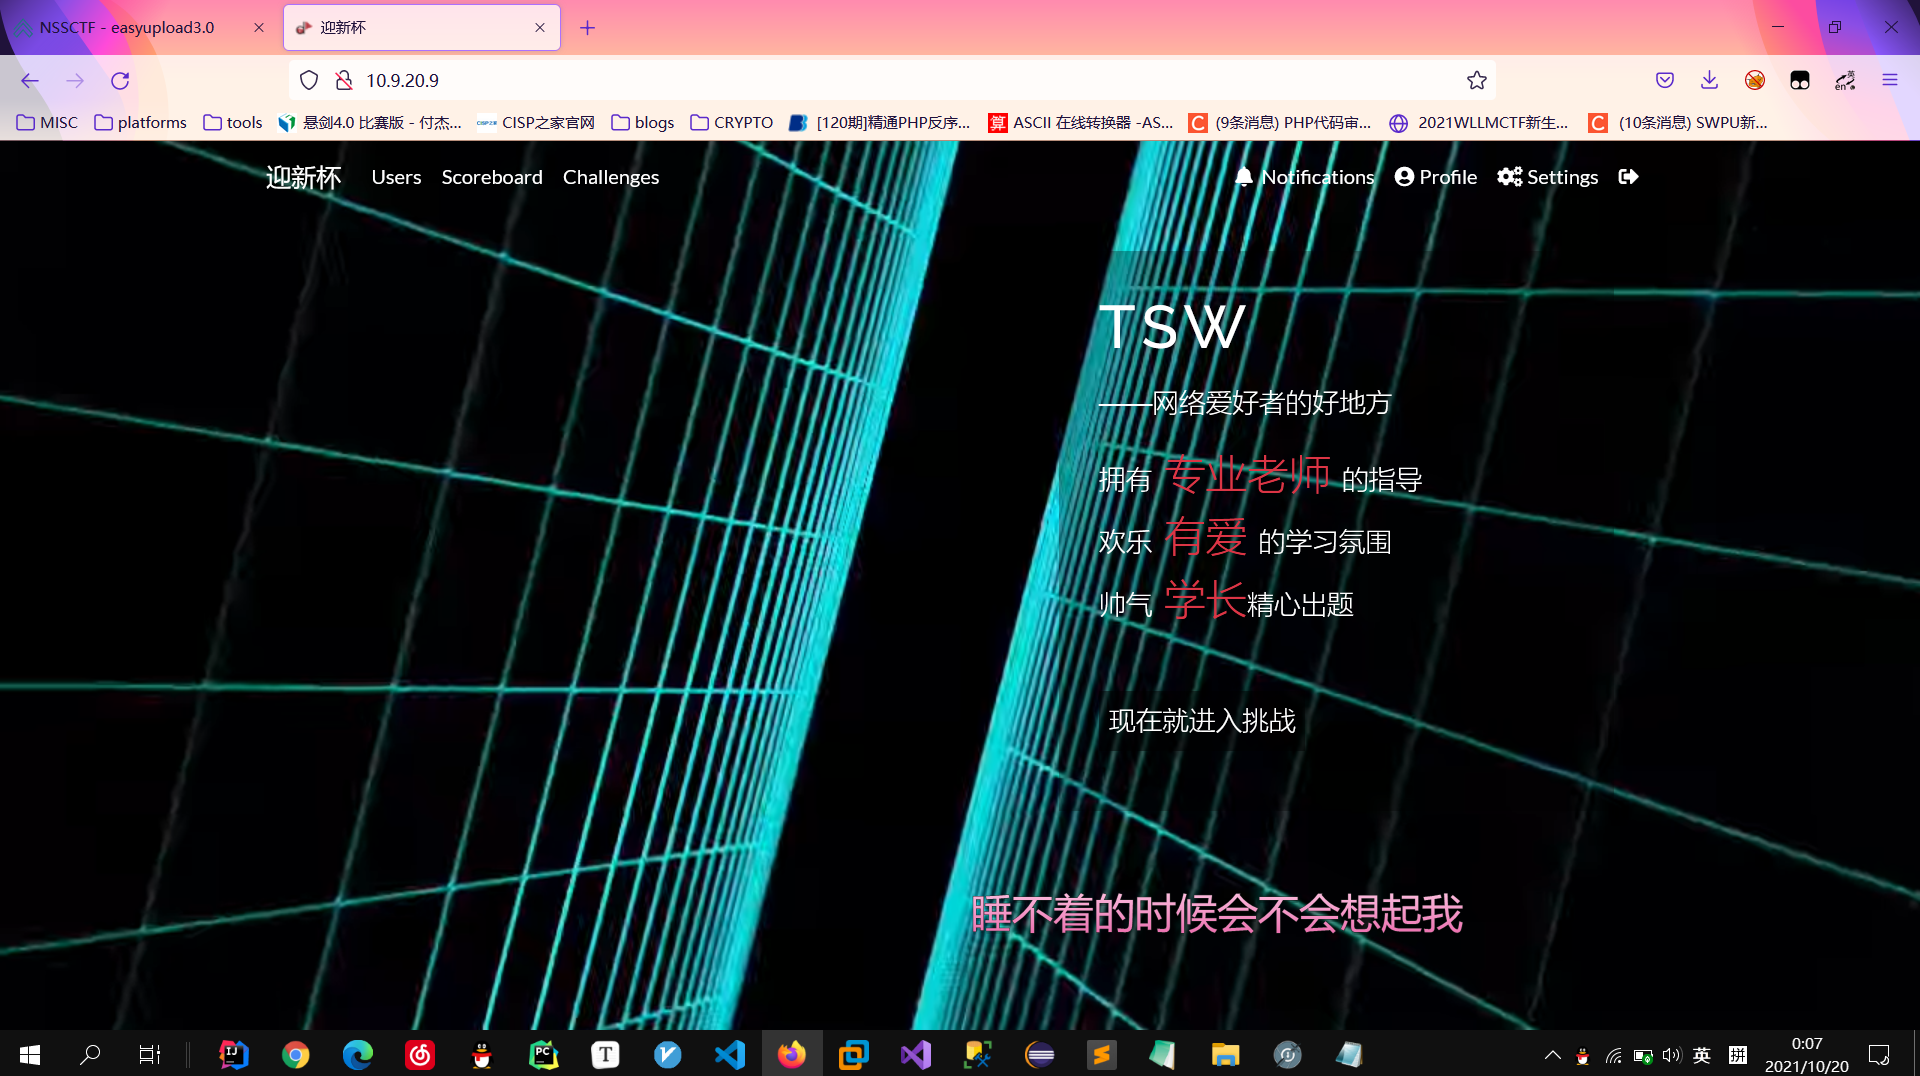 NSSCTF - easyupload3.0
迎新杯
10.9.20.9
MISC platforms tools 悬剑4.0 比赛版 - 付杰... CISP之家官网 blogs CRYPTO [120期]精通PHP反序... ASCII 在线转换器 -AS... (9条消息) PHP代码审... 2021WLLMCTF新生... (10条消息) SWPU新...
迎新杯 Users Scoreboard Challenges Notifications Profile Settings
TSW
——网络爱好者的好地方
拥有 专业老师 的指导
欢乐 有爱 的学习氛围
帅气 学长精心出题
现在就进入挑战
睡不着的时候会不会想起我
英 拼
0:07
2021/10/20